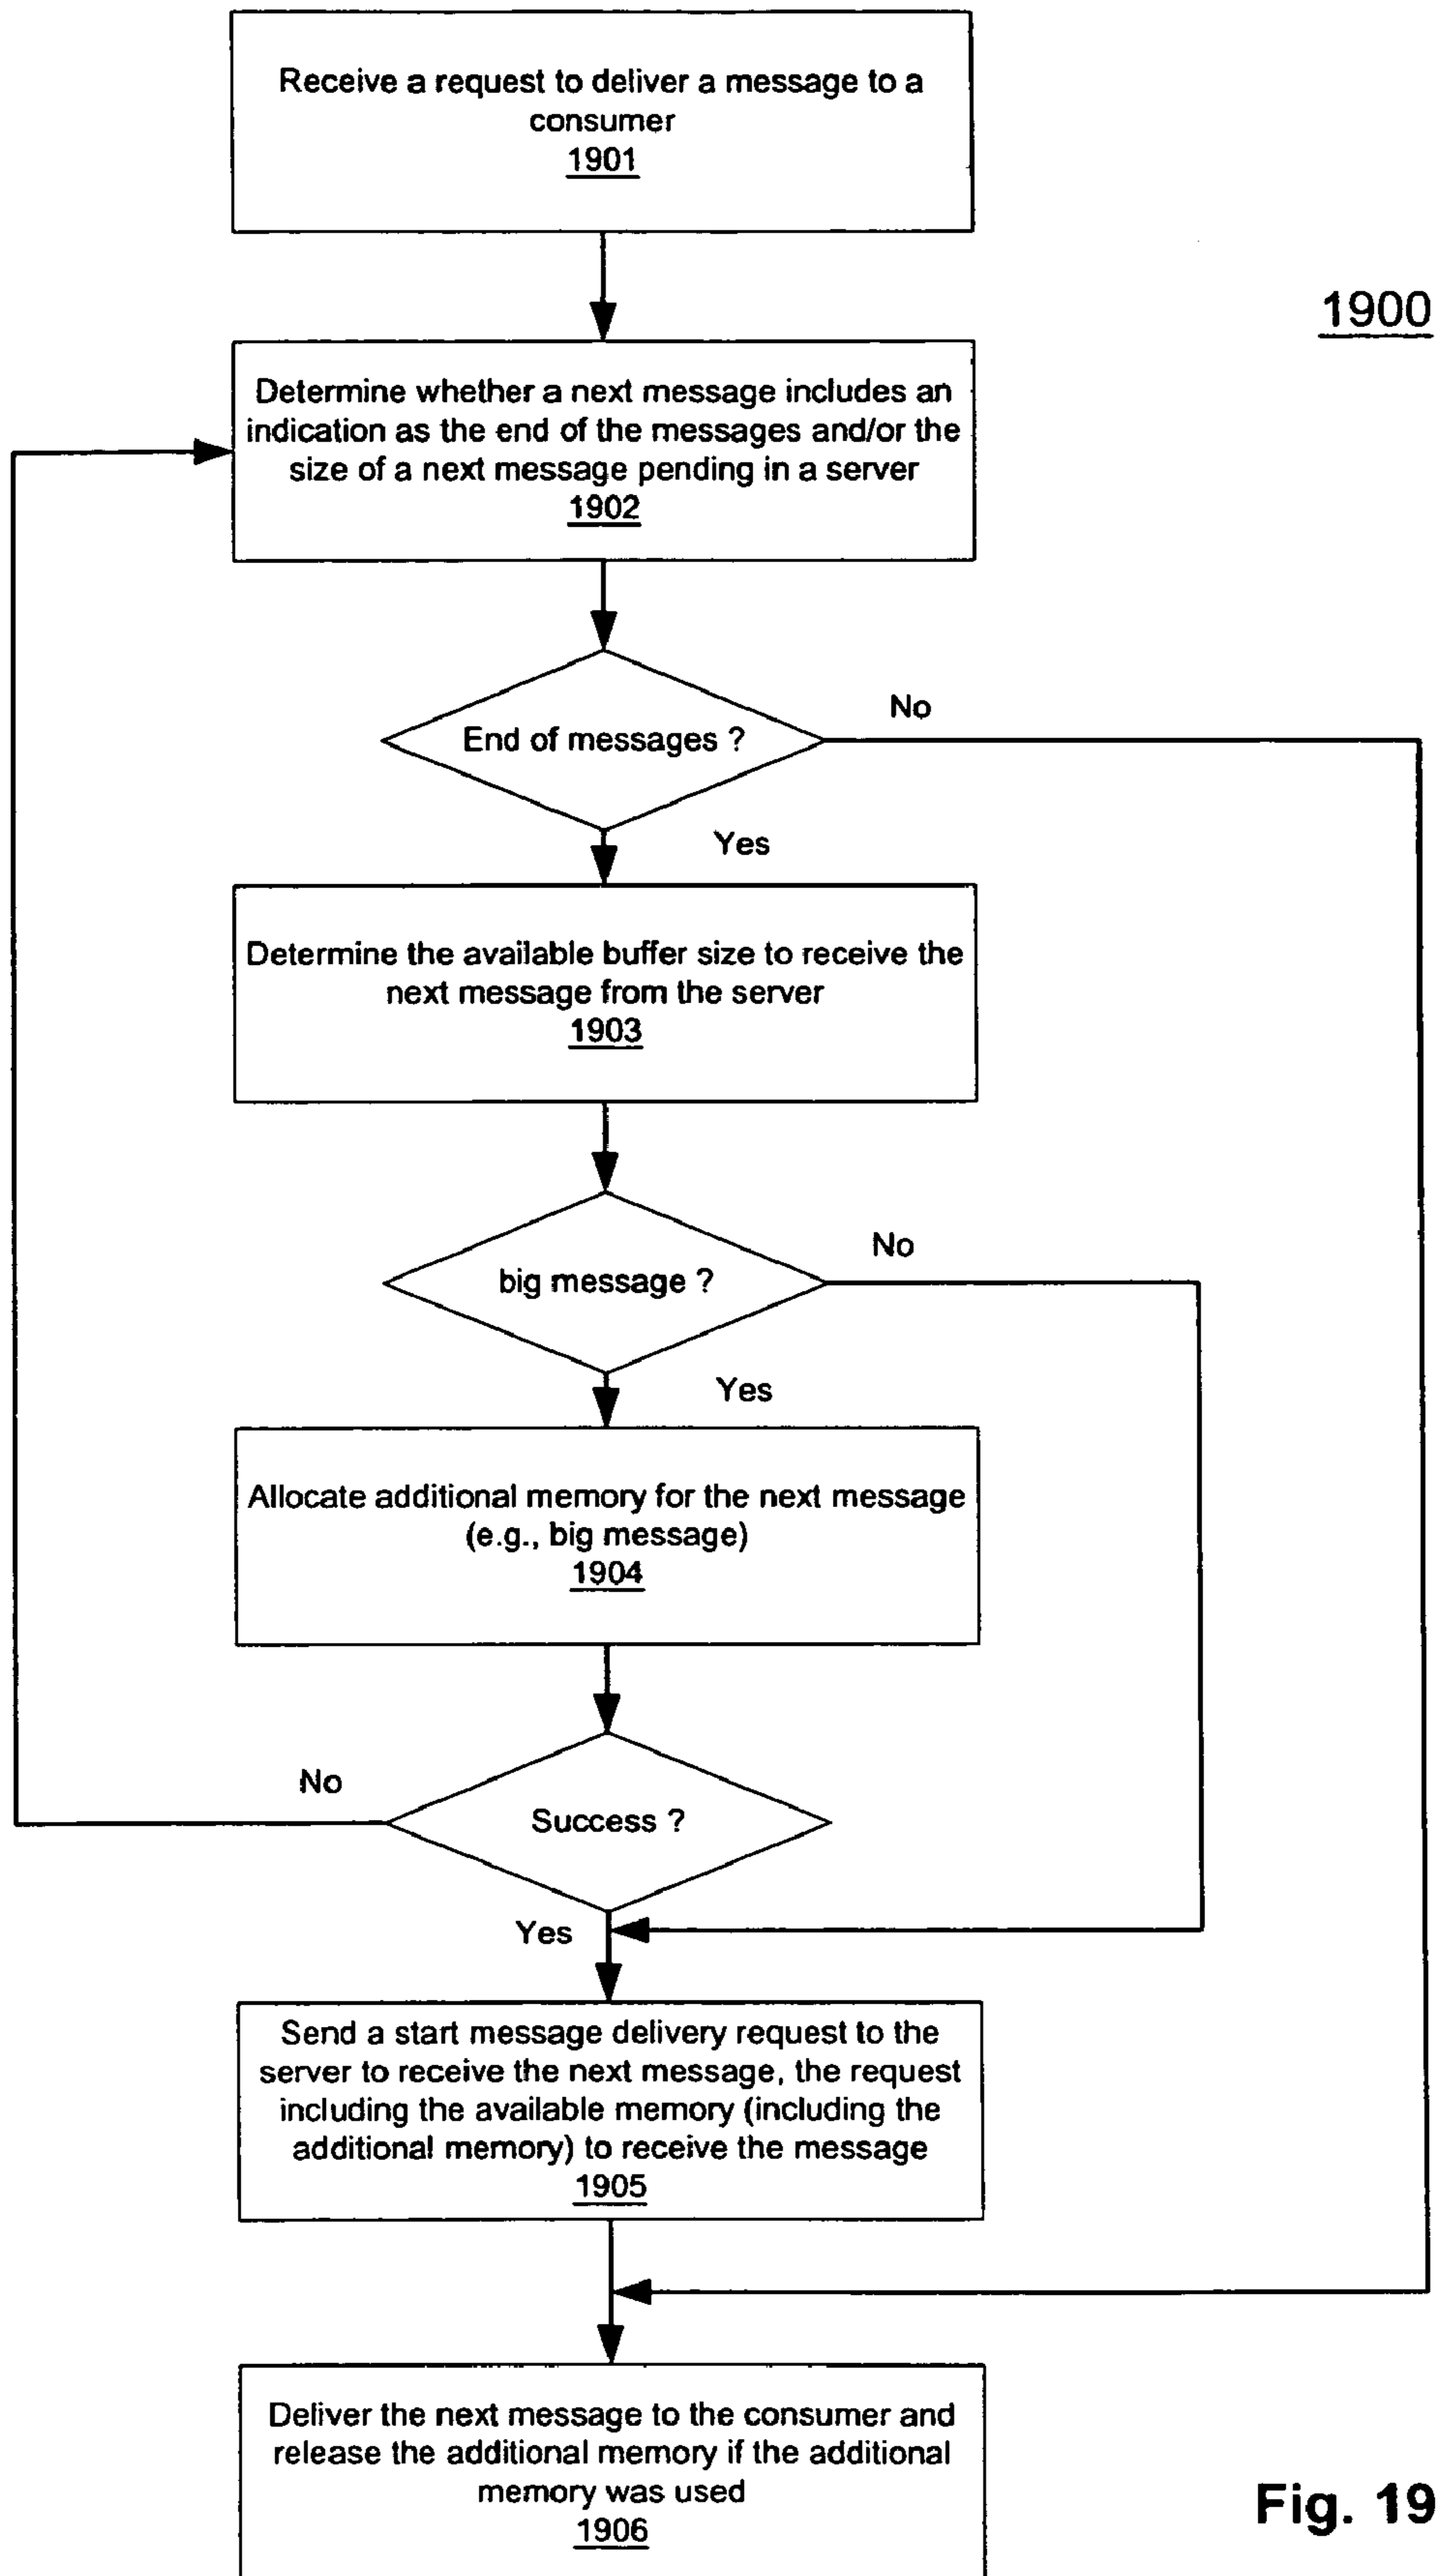 Receive a request to deliver a message to a
consumer
1901
1900
Determine whether a next message includes an
indication as the end of the messages and/or the
size of a next message pending in a server
1902
End of messages ?
No
Yes
Determine the available buffer size to receive the
next message from the server
1903
big message ?
No
Yes
Allocate additional memory for the next message
(e.g., big message)
1904
Success ?
No
Yes
Send a start message delivery request to the
server to receive the next message, the request
including the available memory (including the
additional memory) to receive the message
1905
Deliver the next message to the consumer and
release the additional memory if the additional
memory was used
1906
Fig. 19